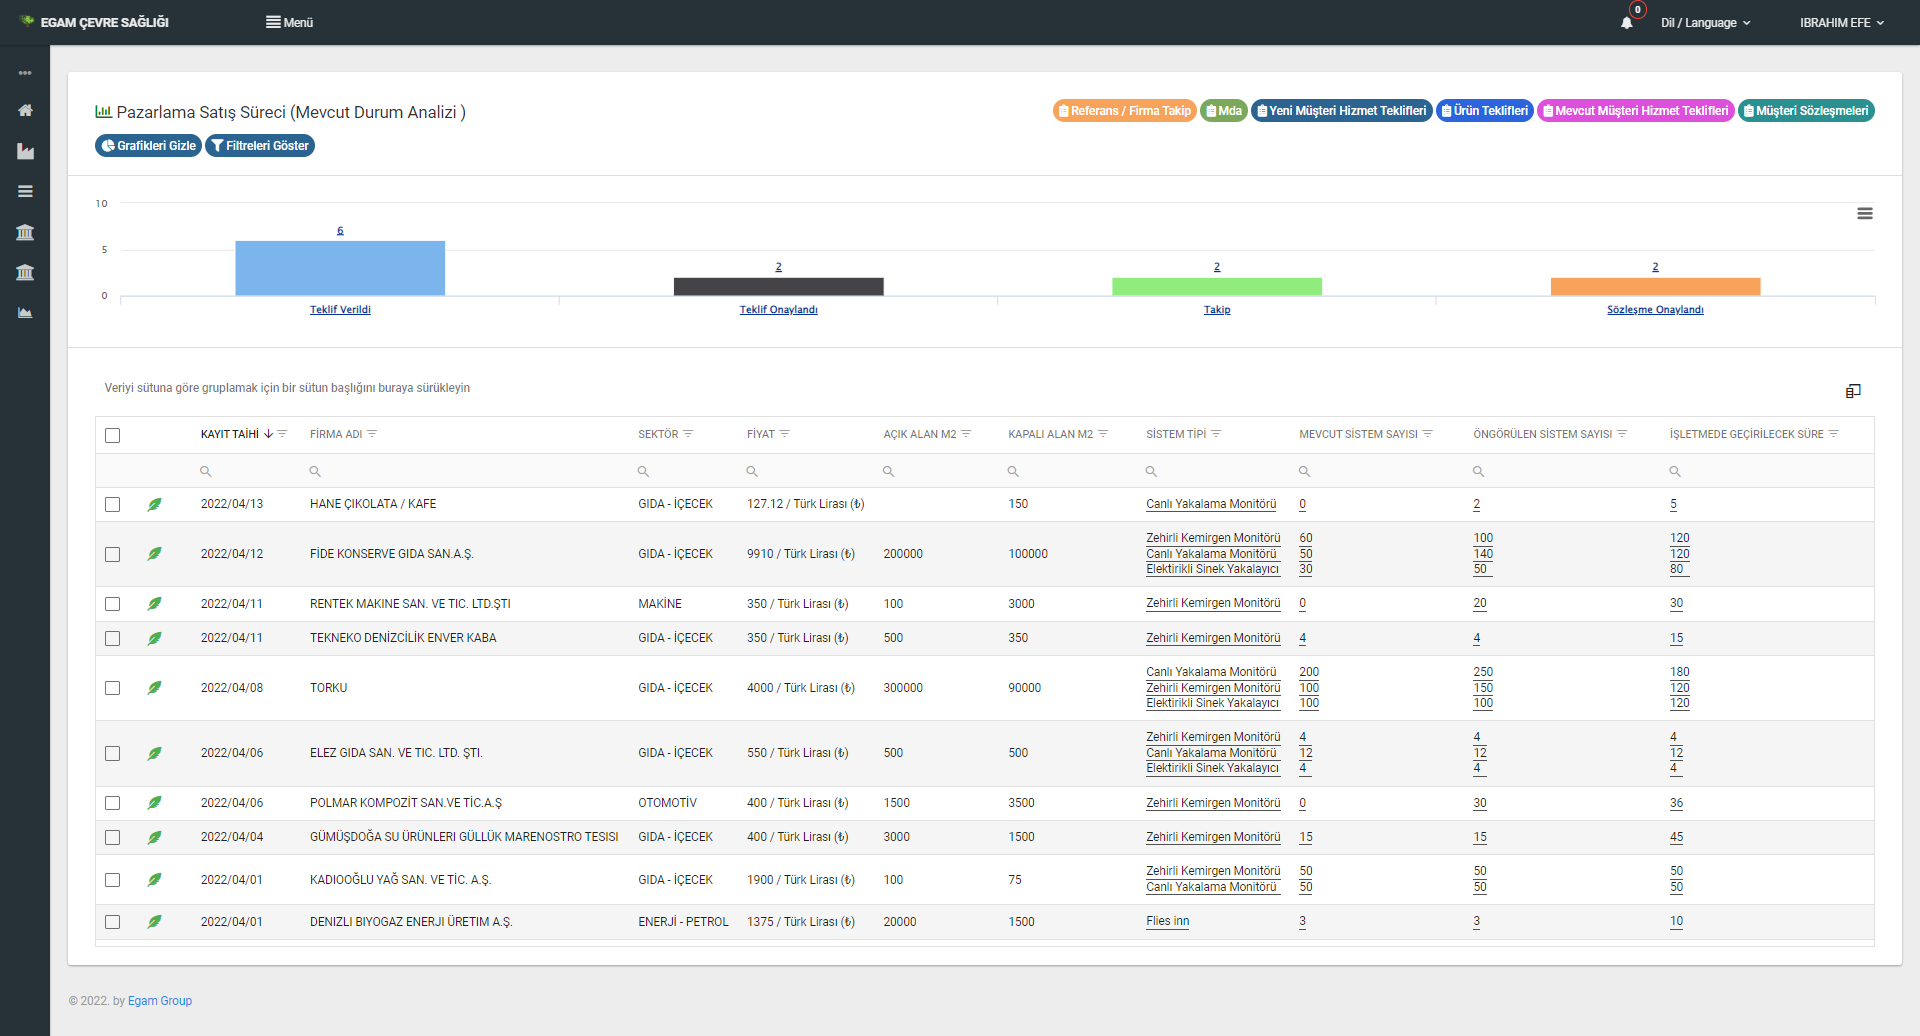 EGAM ÇEVRE SAĞLIĞI
Menü
0
Dil / Language
IBRAHIM EFE
Pazarlama Satış Süreci (Mevcut Durum Analizi )
Referans / Firma Takip
Mda
Yeni Müşteri Hizmet Teklifleri
Ürün Teklifleri
Mevcut Müşteri Hizmet Teklifleri
Müşteri Sözleşmeleri
Grafikleri Gizle
Filtreleri Göster
10
5
0
6
2
2
2
Teklif Verildi
Teklif Onaylandı
Takip
Sözleşme Onaylandı
Veriyi sütuna göre gruplamak için bir sütun başlığını buraya sürükleyin
KAYIT TAİHİ FİRMA ADI SEKTÖR FİYAT AÇIK ALAN M2 KAPALI ALAN M2 SİSTEM TİPİ MEVCUT SİSTEM SAYISI ÖNGÖRÜLEN SİSTEM SAYISI İŞLETMEDE GEÇİRİLECEK SÜRE
2022/04/13 HANE ÇIKOLATA / KAFE GIDA - İÇECEK 127.12 / Türk Lirası (₺) 150 Canlı Yakalama Monitörü 0 2 5
Zehirli Kemirgen Monitörü 60 100 120
2022/04/12 FİDE KONSERVE GIDA SAN.A.Ş. GIDA - İÇECEK 9910 / Türk Lirası (₺) 200000 100000 Canlı Yakalama Monitörü 50 140 120
Elektirikli Sinek Yakalayıcı 30 50 80
2022/04/11 RENTEK MAKINE SAN. VE TIC. LTD.ŞTI MAKİNE 350 / Türk Lirası (₺) 100 3000 Zehirli Kemirgen Monitörü 0 20 30
2022/04/11 TEKNEKO DENİZCİLİK ENVER KABA GIDA - İÇECEK 350 / Türk Lirası (₺) 500 350 Zehirli Kemirgen Monitörü 4 4 15
Canlı Yakalama Monitörü 200 250 180
2022/04/08 TORKU GIDA - İÇECEK 4000 / Türk Lirası (₺) 300000 90000 Zehirli Kemirgen Monitörü 100 150 120
Elektirikli Sinek Yakalayıcı 100 100 120
Zehirli Kemirgen Monitörü 4 4 4
2022/04/06 ELEZ GIDA SAN. VE TIC. LTD. ŞTI. GIDA - İÇECEK 550 / Türk Lirası (₺) 500 500 Canlı Yakalama Monitörü 12 12 12
Elektirikli Sinek Yakalayıcı 4 4 4
2022/04/06 POLMAR KOMPOZİT SAN.VE TİC.A.Ş OTOMOTİV 400 / Türk Lirası (₺) 1500 3500 Zehirli Kemirgen Monitörü 0 30 36
2022/04/04 GÜMÜŞDOĞA SU ÜRÜNLERI GÜLLÜK MARENOSTRO TESISI GIDA - İÇECEK 400 / Türk Lirası (₺) 3000 1500 Zehirli Kemirgen Monitörü 15 15 45
Zehirli Kemirgen Monitörü 50 50 50
2022/04/01 KADIOOĞLU YAĞ SAN. VE TİC. A.Ş. GIDA - İÇECEK 1900 / Türk Lirası (₺) 100 75 Canlı Yakalama Monitörü 50 50 50
2022/04/01 DENIZLI BIYOGAZ ENERJI ÜRETIM A.Ş. ENERJİ - PETROL 1375 / Türk Lirası (₺) 20000 1500 Flies inn 3 3 10
© 2022. by Egam Group